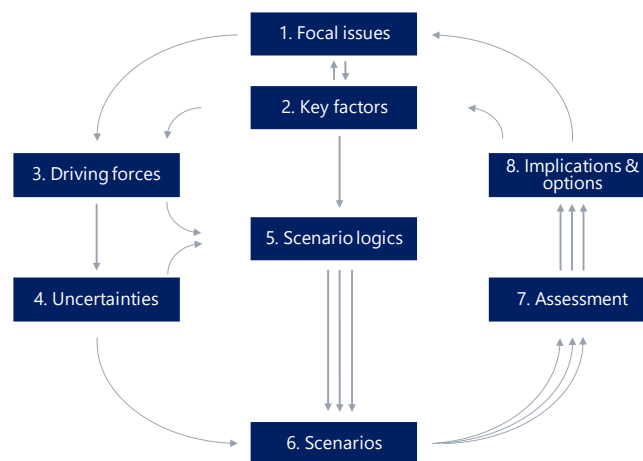 1. Focal issues
2. Key factors
3. Driving forces
8. Implications &
options
5. Scenario logics
4. Uncertainties
7. Assessment
6. Scenarios